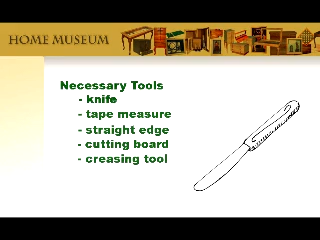 HOME MUSEUM
Necessary Tools
- knife
- tape measure
- straight edge
- cutting board
- creasing tool